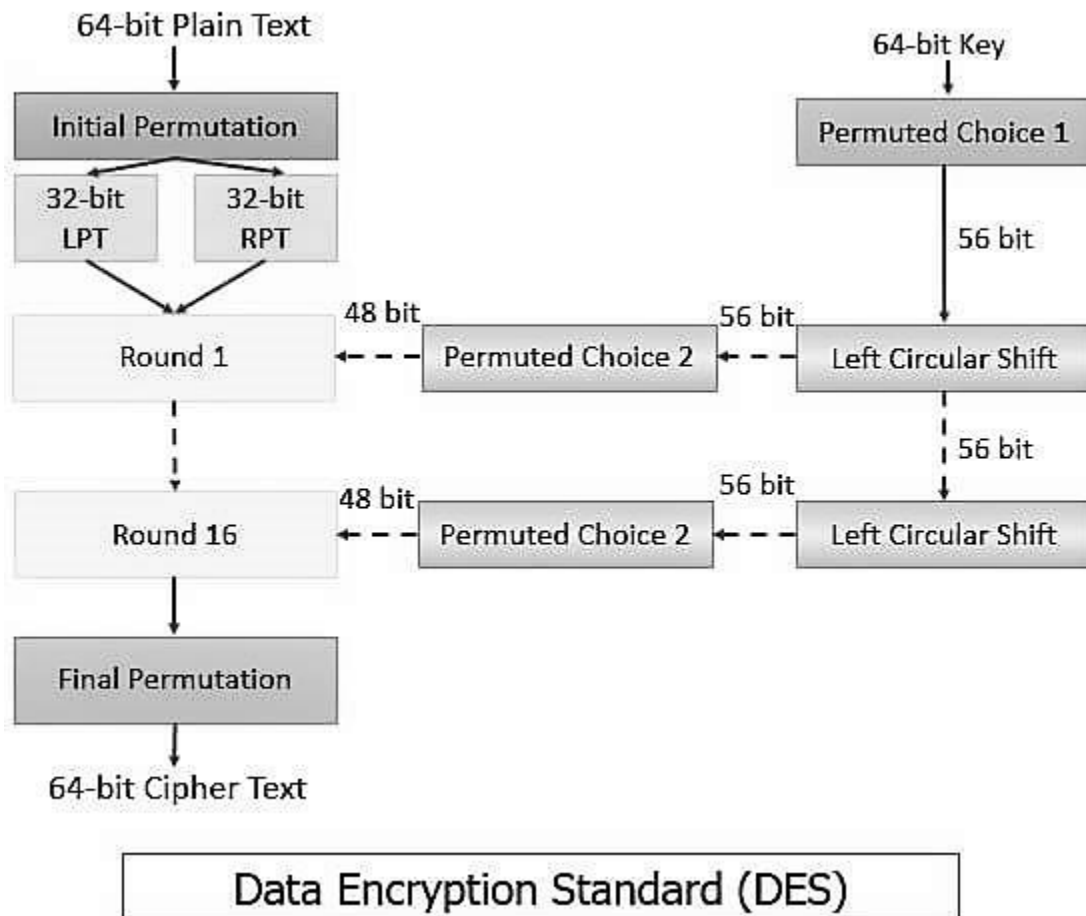 64-bit Plain Text
64-bit Key
Initial Permutation
Permuted Choice 1
32-bit
LPT
32-bit
RPT
56 bit
48 bit
56 bit
Round 1
Permuted Choice 2
Left Circular Shift
56 bit
48 bit
56 bit
Round 16
Permuted Choice 2
Left Circular Shift
Final Permutation
64-bit Cipher Text
Data Encryption Standard (DES)